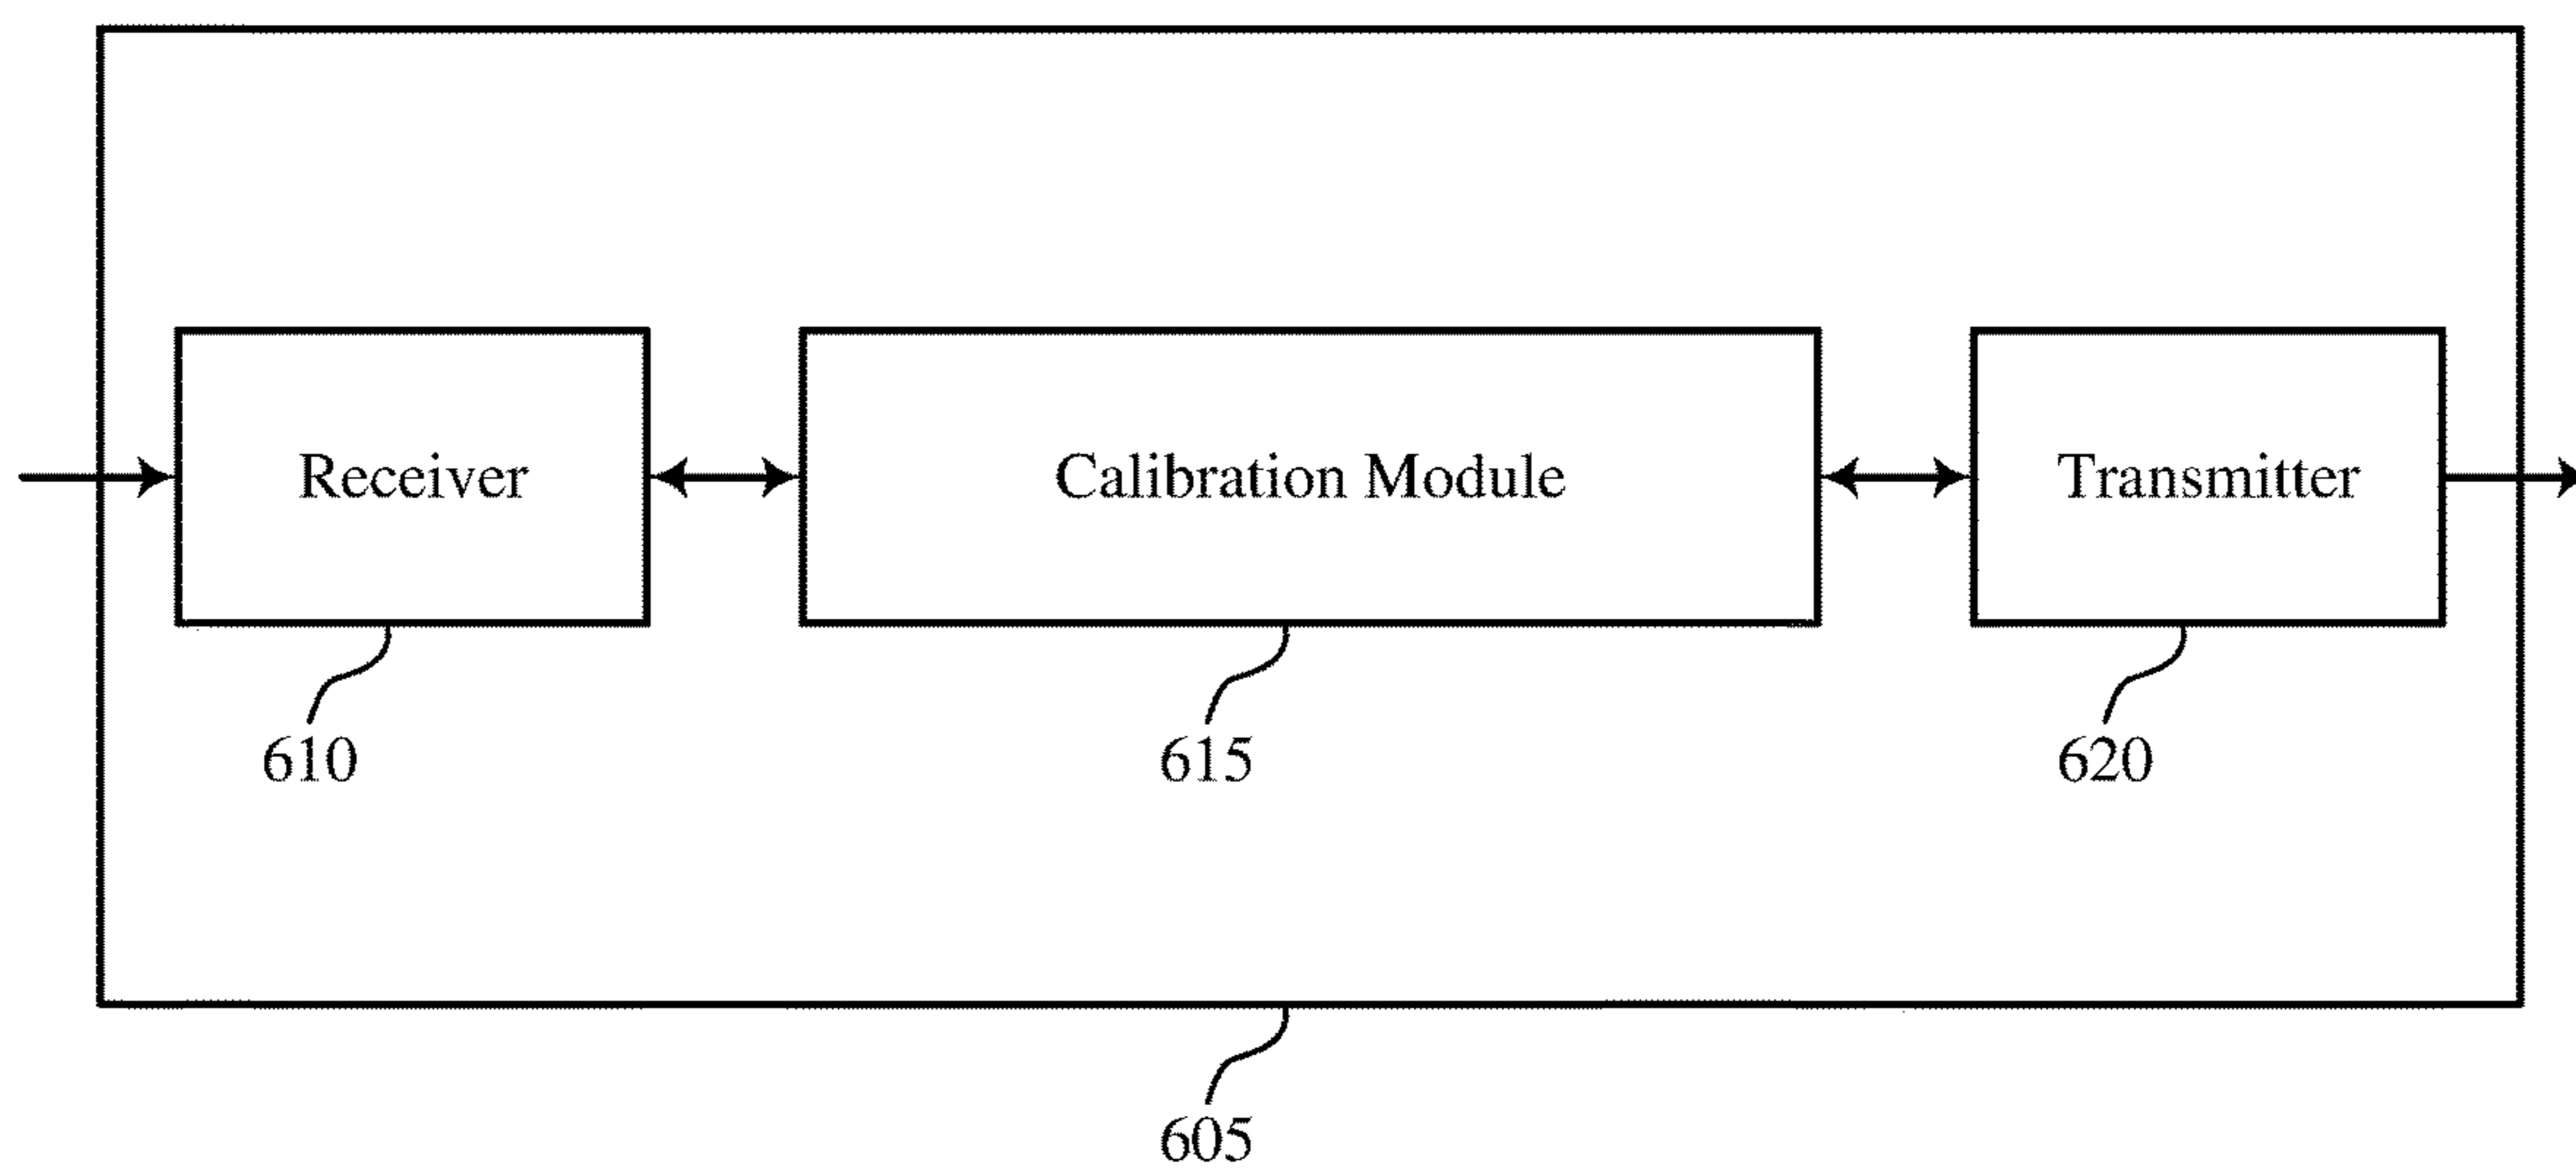 Receiver
Calibration Module
Transmitter
610
615
620
605